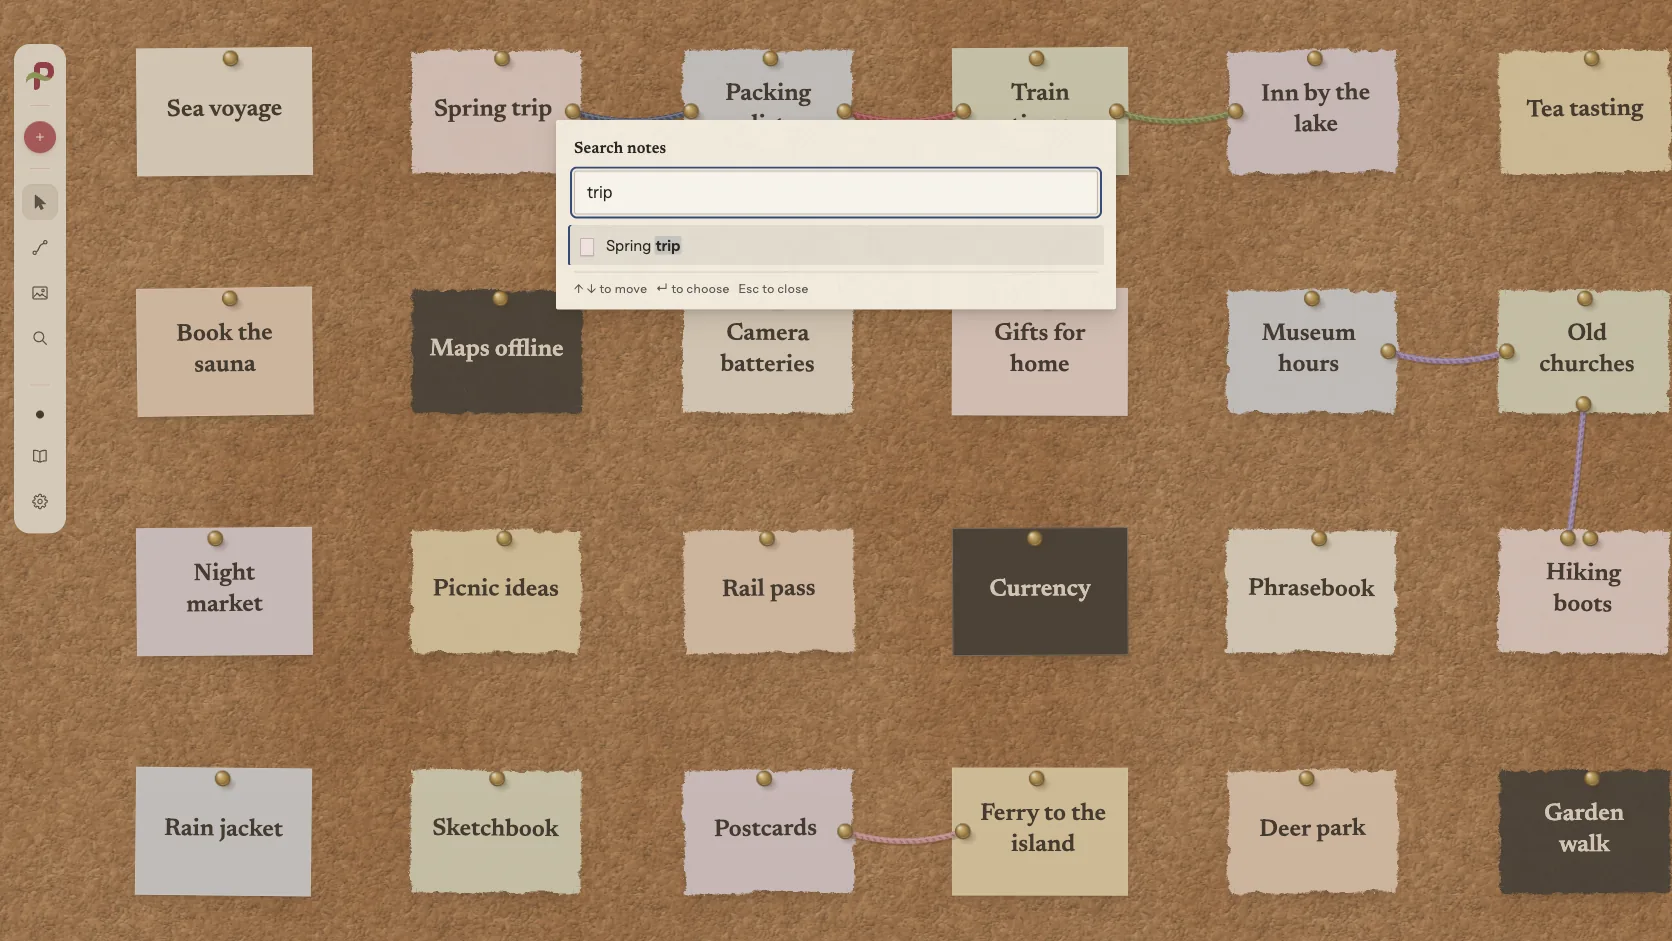 Sea voyage
Spring trip
Packing
Train
Inn by the
lake
Tea tasting
Search notes
trip
Spring trip
↑ ↓ to move ↵ to choose Esc to close
Book the
sauna
Maps offline
Camera
batteries
Gifts for
home
Museum
hours
Old
churches
Night
market
Picnic ideas
Rail pass
Currency
Phrasebook
Hiking
boots
Rain jacket
Sketchbook
Postcards
Ferry to the
island
Deer park
Garden
walk